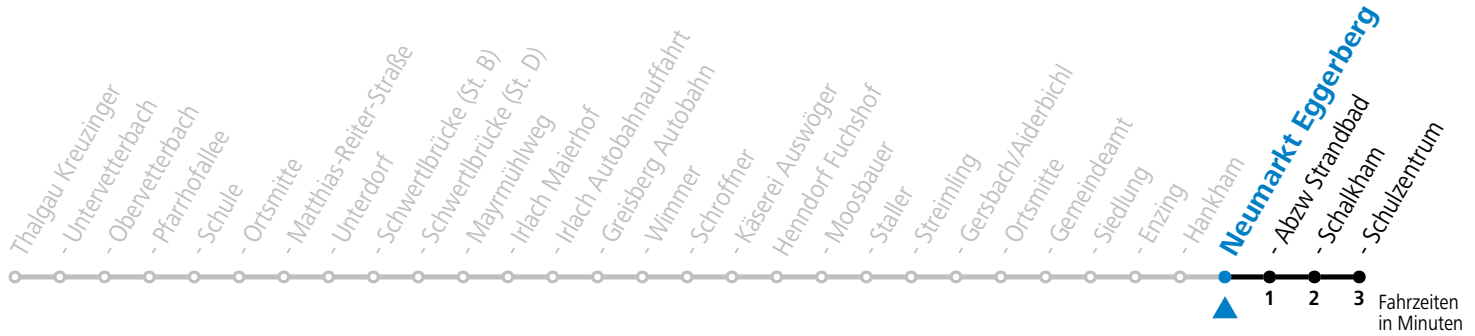 Thalgau Kreuzinger
- Untervetterbach
- Obervetterbach
- Pfarrhofallee
- Schule
- Ortsmitte
- Matthias-Reiter-Straße
- Unterdorf
- Schwertlbrücke (St. B)
- Schwertlbrücke (St. D)
- Mayrmühlweg
- Irlach Maierhof
- Irlach Autobahnauffahrt
- Greisberg Autobahn
- Wimmer
- Schroffner
- Käserei Auswöger
Henndorf Fuchshof
- Moosbauer
- Staller
- Streimling
- Gersbach/Aiderbichl
- Ortsmitte
- Gemeindeamt
- Siedlung
- Enzing
- Hankham
Neumarkt Eggerberg
- Abzw Strandbad
- Schalkham
- Schulzentrum
1 2 3 Fahrzeiten
in Minuten